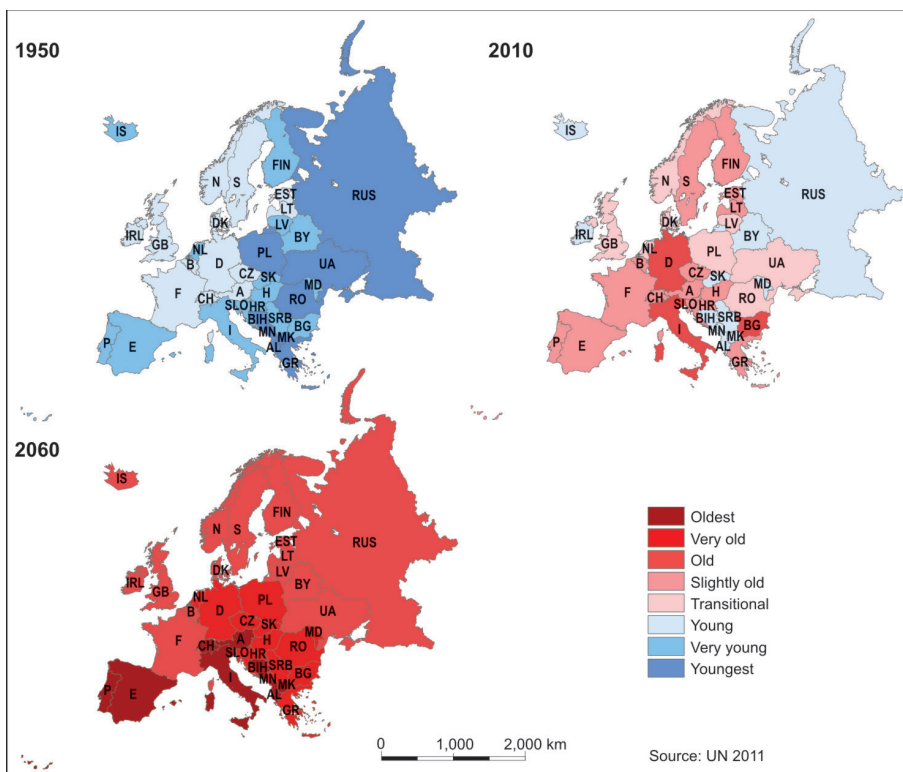 1950
IS
FIN
N
S
RUS
EST
LT
DK
LV
IRL
BY
GB
NL
PL
B
D
UA
CZ
SK
MD
F
A
H
CH
RO
SLO
HR
BIH
SRB
I
BG
MN
MK
P
E
AL
GR
2010
IS
FIN
N
S
RUS
EST
LT
DK
LV
IRL
BY
GB
NL
PL
B
D
UA
CZ
SK
MD
F
A
H
CH
RO
SLO
HR
BIH
SRB
I
BG
MN
MK
P
E
AL
GR
2060
IS
FIN
N
S
RUS
EST
LT
DK
LV
IRL
BY
GB
NL
PL
B
D
UA
CZ
SK
MD
F
A
H
CH
RO
SLO
HR
BIH
SRB
I
BG
MN
MK
P
E
AL
GR
Oldest
Very old
Old
Slightly old
Transitional
Young
Very young
Youngest
0 1,000 2,000 km
Source: UN 2011